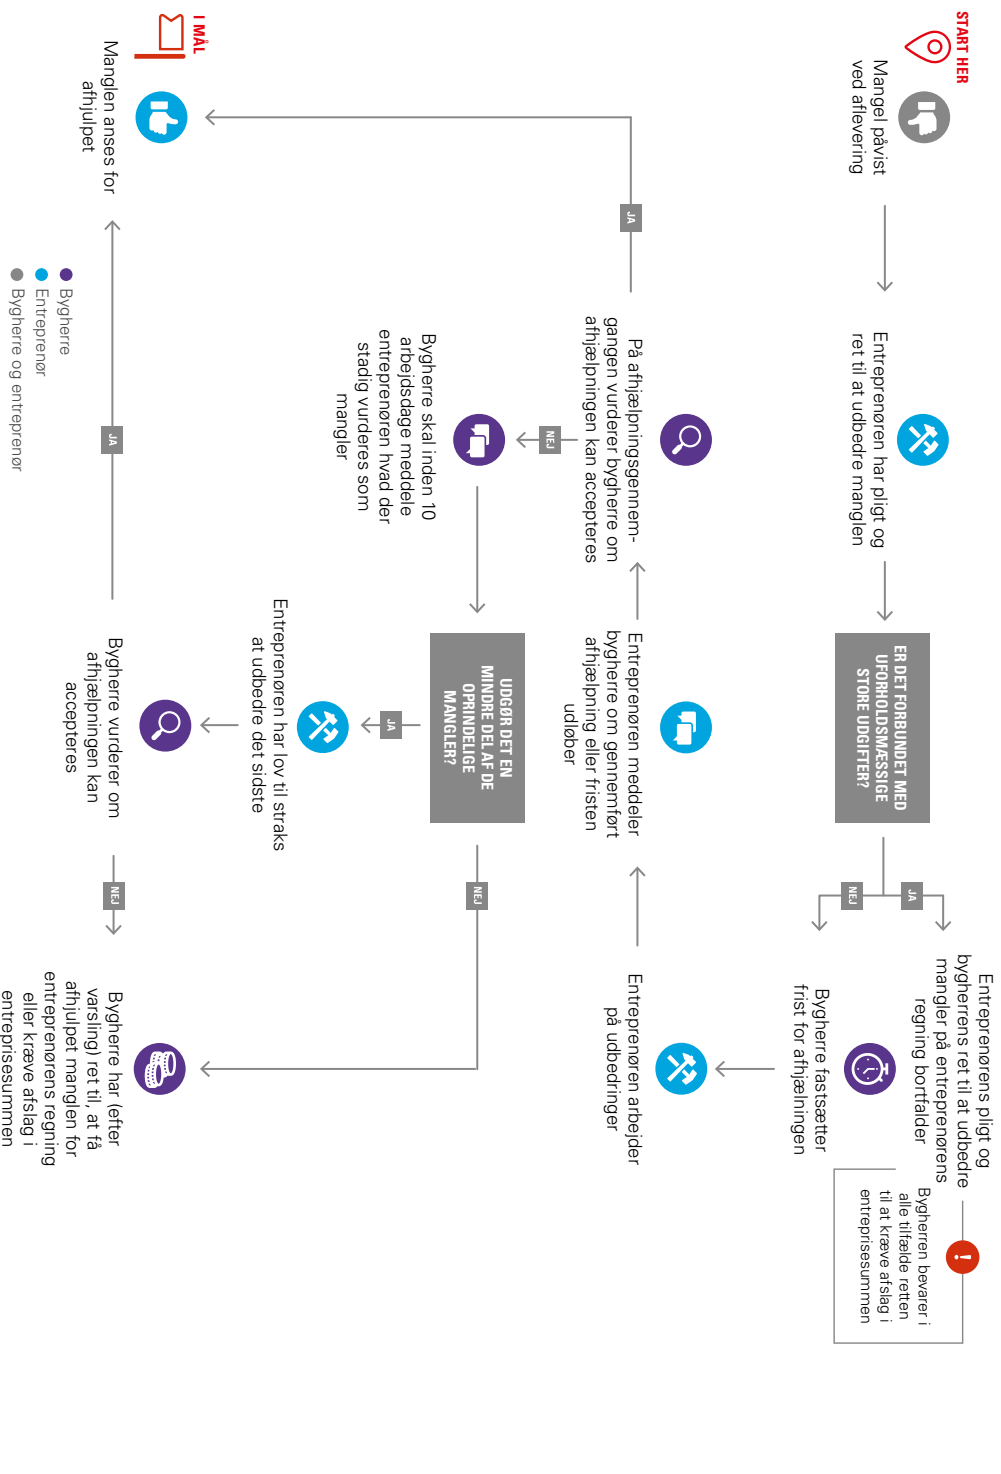 START HER
Mangel påvist
ved aflevering
Entreprenøren har pligt og
ret til at udbedre manglen
ER DET FORBUNDET MED
UFORHOLDSMÆSSIGE
STORE UDGIFTER?
JA
NEJ
Entreprenørens pligt og
bygherrens ret til at udbedre
mangler på entreprenørens
regning bortfalder
Bygherren bevarer i
alle tilfælde retten
til at kræve afslag i
entreprisesummen
Bygherre fastsætter
frist for afhjælningen
Entreprenøren arbejder
på udbedringer
Entreprenøren meddeler
bygherre om gennemført
afhjælpning eller fristen
udløber
På afhjælpningsgennem-
gangen vurderer bygherre om
afhjælpningen kan accepteres
JA
NEJ
Bygherre skal inden 10
arbejdsdage meddele
entreprenøren hvad der
stadig vurderes som
mangler
UDGØR DET EN
MINDRE DEL AF DE
OPRINDELIGE
MANGLER?
JA
NEJ
Entreprenøren har lov til straks
at udbedre det sidste
Bygherre vurderer om
afhjælpningen kan
accepteres
JA
NEJ
Bygherre har (efter
varsling) ret til, at få
afhjulpet manglen for
entreprenørens regning
eller kræve afslag i
entreprisesummen
I MÅL
Manglen anses for
afhjulpet
Bygherre
Entreprenør
Bygherre og entreprenør